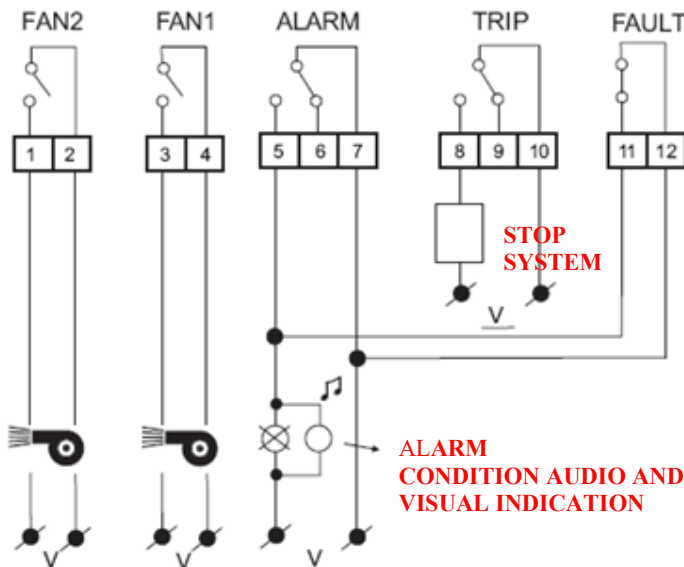 FAN2 FAN1 ALARM TRIP FAULT
1 2 3 4 5 6 7 8 9 10 11 12
STOP
SYSTEM
V
ALARM
CONDITION AUDIO AND
VISUAL INDICATION
V V V